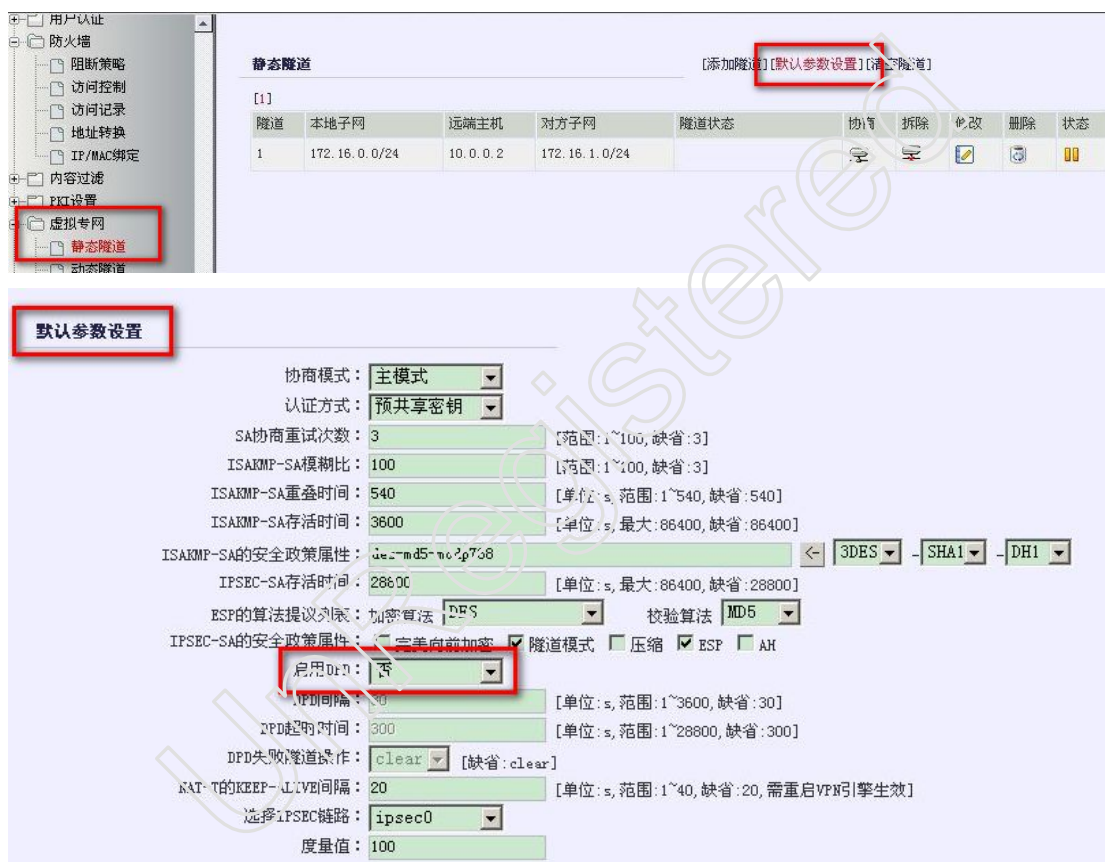 用户认证
防火墙
阻断策略
访问控制
访问记录
地址转换
IP/MAC绑定
内容过滤
PKI设置
虚拟专网
静态隧道
动态隧道
静态隧道 [添加隧道][默认参数设置][清空隧道]
[1]
隧道 本地子网 远端主机 对方子网 隧道状态 协商 拆除 修改 删除 状态
1 172.16.0.0/24 10.0.0.2 172.16.1.0/24
默认参数设置
协商模式：主模式
认证方式：预共享密钥
SA协商重试次数：3 [范围:1~100,缺省:3]
ISAKMP-SA模糊比：100 [范围:1~100,缺省:3]
ISAKMP-SA重叠时间：540 [单位:s,范围:1~540,缺省:540]
ISAKMP-SA存活时间：3600 [单位:s,最大:86400,缺省:86400]
ISAKMP-SA的安全政策属性：des-md5-modp768 <- 3DES - SHA1 - DH1
IPSEC-SA存活时间：28800 [单位:s,最大:86400,缺省:28800]
ESP的算法提议列表：加密算法 DES 校验算法 MD5
IPSEC-SA的安全政策属性：完美向前加密 隧道模式 压缩 ESP AH
启用DPD：否
DPD间隔：30 [单位:s,范围:1~3600,缺省:30]
DPD超时时间：300 [单位:s,范围:1~28800,缺省:300]
DPD失败隧道操作：clear [缺省:clear]
NAT-T的KEEP-ALIVE间隔：20 [单位:s,范围:1~40,缺省:20,需重启VPN引擎生效]
选择IPSEC链路：ipsec0
度量值：100
UnRegistered